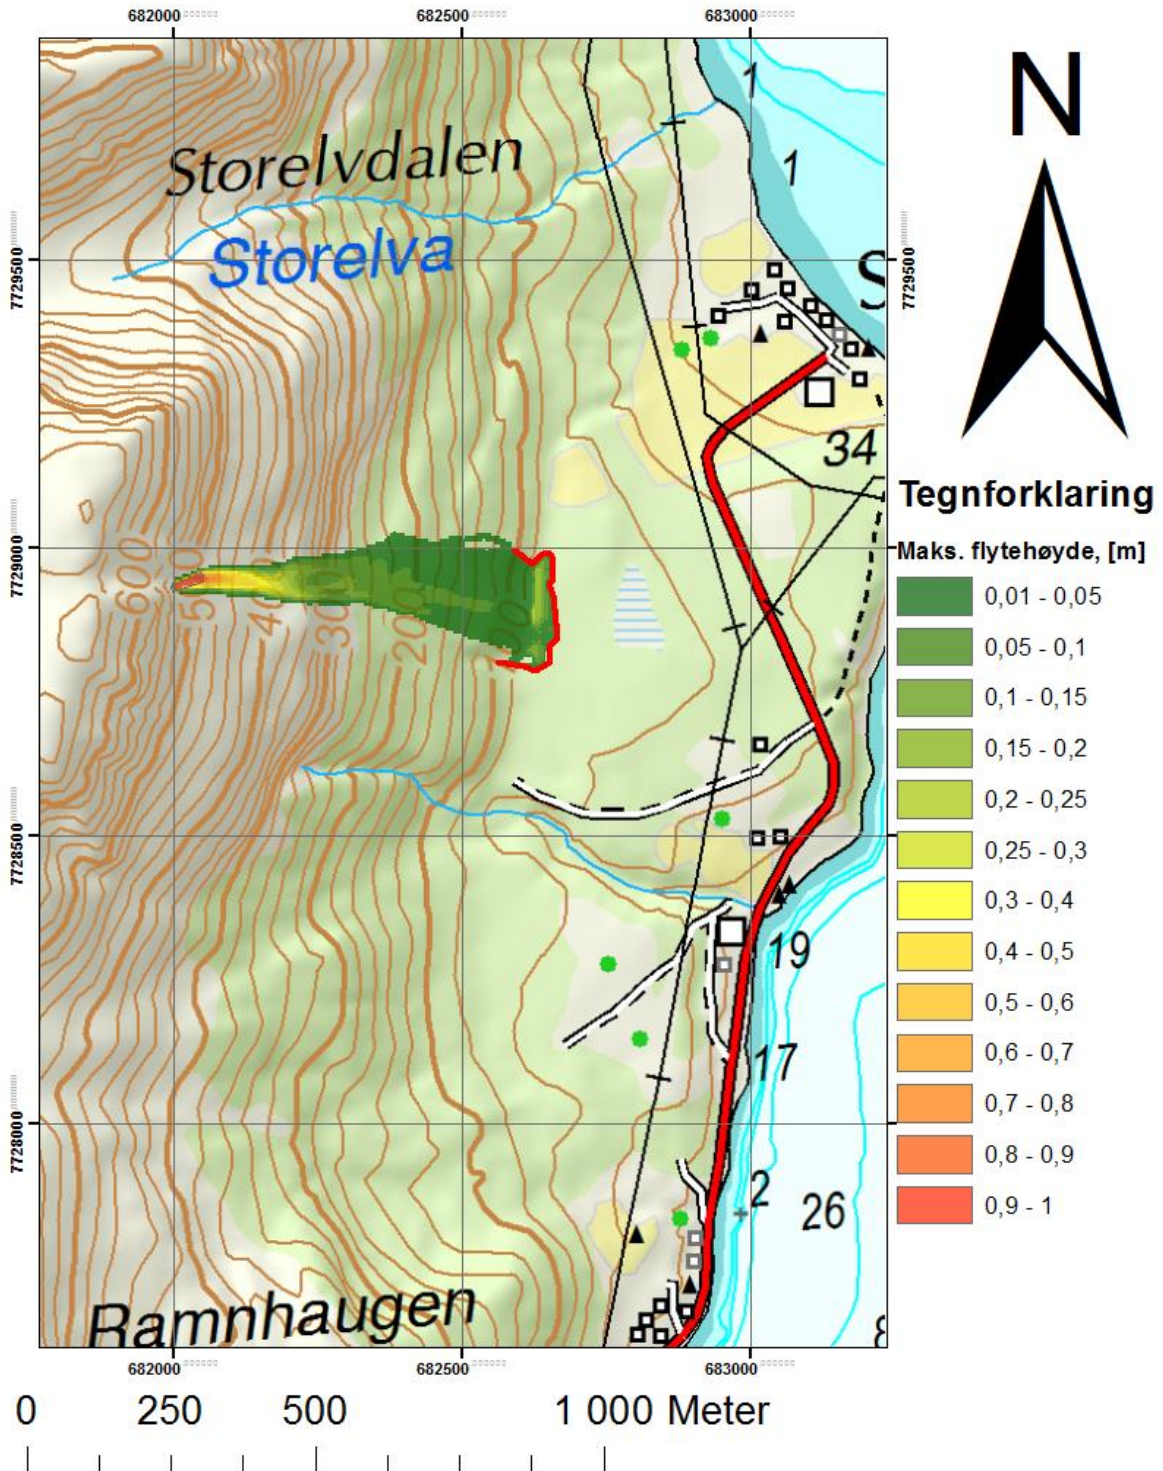 682000 682500 683000
N
1
Storelvdalen
1
Storelva
7729500 7729500
S
34
Tegnforklaring
Maks. flytehøyde, [m]
0,01 - 0,05
0,05 - 0,1
0,1 - 0,15
0,15 - 0,2
0,2 - 0,25
0,25 - 0,3
0,3 - 0,4
0,4 - 0,5
0,5 - 0,6
0,6 - 0,7
0,7 - 0,8
0,8 - 0,9
0,9 - 1
7729000 7729000
600 500 400 300 200 100
7728500 7728500
19
17
7728000 7728000
2
26
Ramnhaugen
8
682000 682500 683000
0 250 500 1 000 Meter